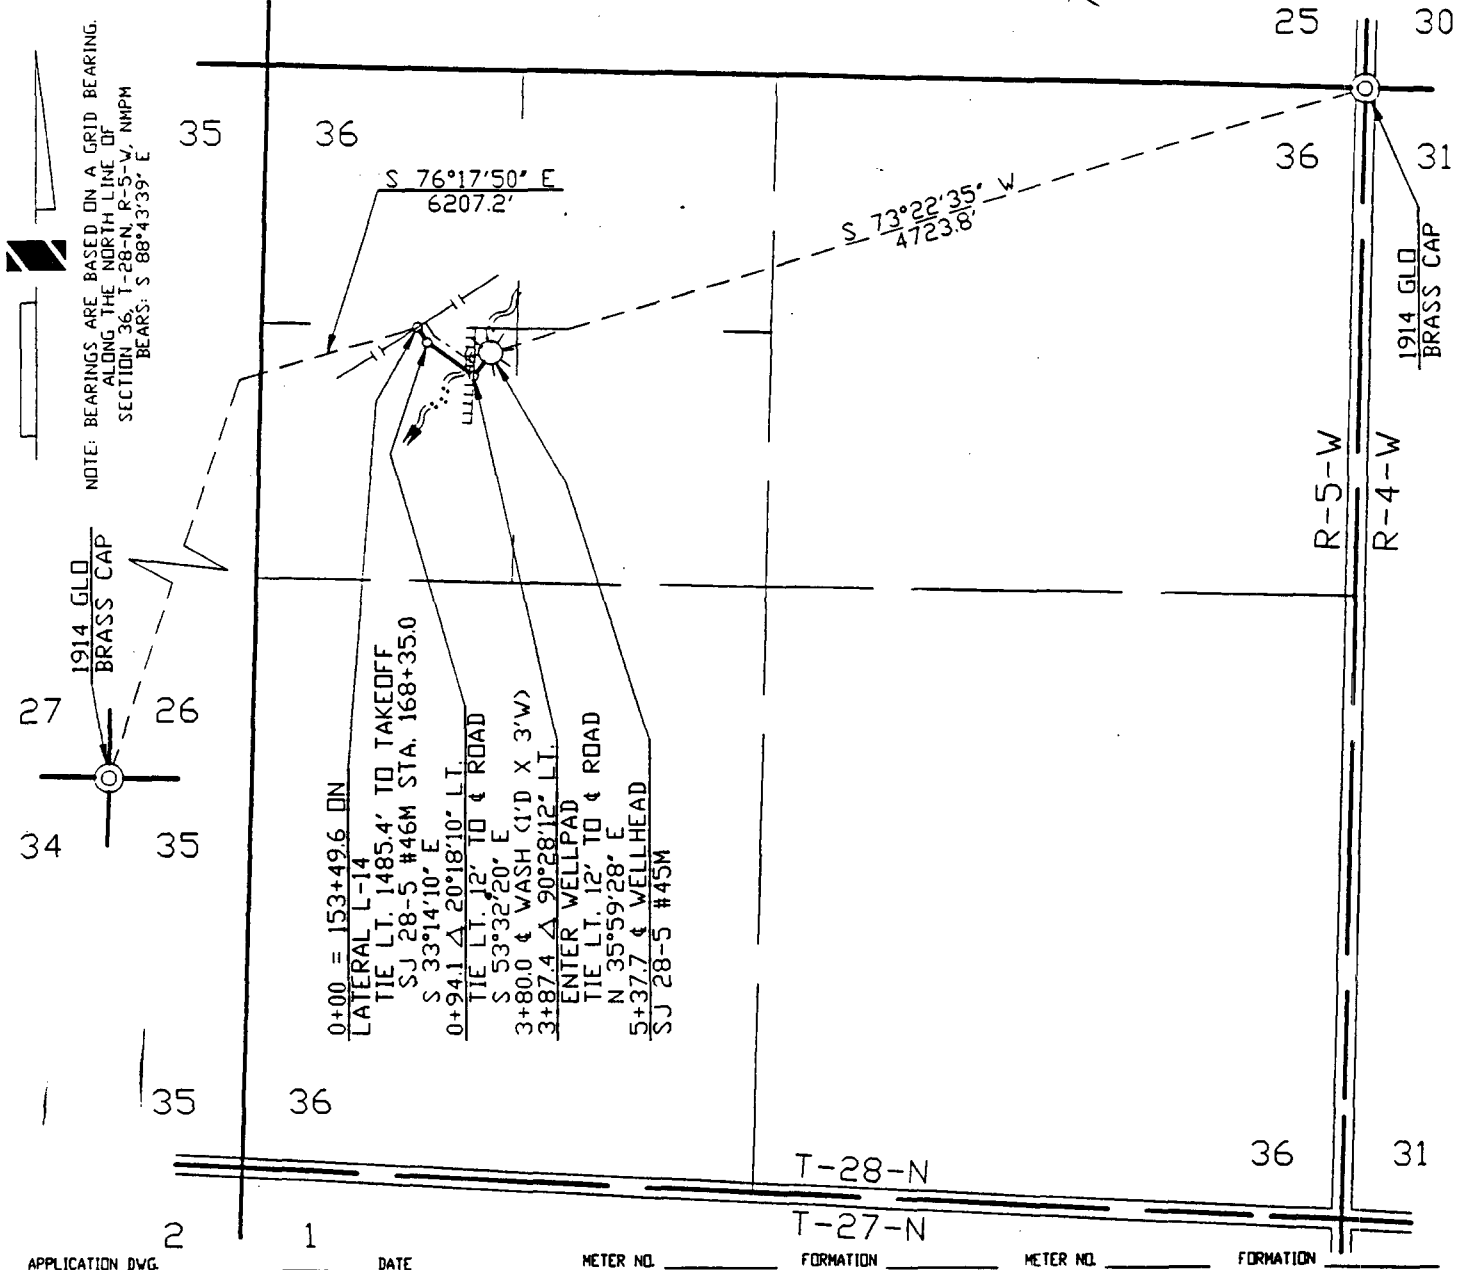 25 30
35 36
36 31
NOTE: BEARINGS ARE BASED ON A GRID BEARING.
ALONG THE NORTH LINE OF
SECTION 36, T-28-N, R-5-W, NMPM
BEARS: S 88°43'39" E
S 76°17'50" E
6207.2'
S 73°22'35" W
4723.8'
1914 GLO
BRASS CAP
R-5-W
R-4-W
1914 GLO
BRASS CAP
27 26
34 35
0+00 = 153+49.6 ON
LATERAL L-14
TIE LT. 1485.4' TO TAKEOFF
SJ 28-5 #46M STA. 168+35.0
S 33°14'10" E
0+94.1 △ 20°18'10" LT.
TIE LT. 12' TO ¢ ROAD
S 53°32'20" E
3+80.0 ¢ WASH (1'D X 3'W)
3+87.4 △ 90°28'12" LT.
ENTER WELLPAD
TIE LT. 12' TO ¢ ROAD
N 35°59'28" E
5+37.7 ¢ WELLHEAD
SJ 28-5 #45M
35 36
36 31
T-28-N
T-27-N
2 1
APPLICATION DWG. DATE METER NO. FORMATION METER NO. FORMATION